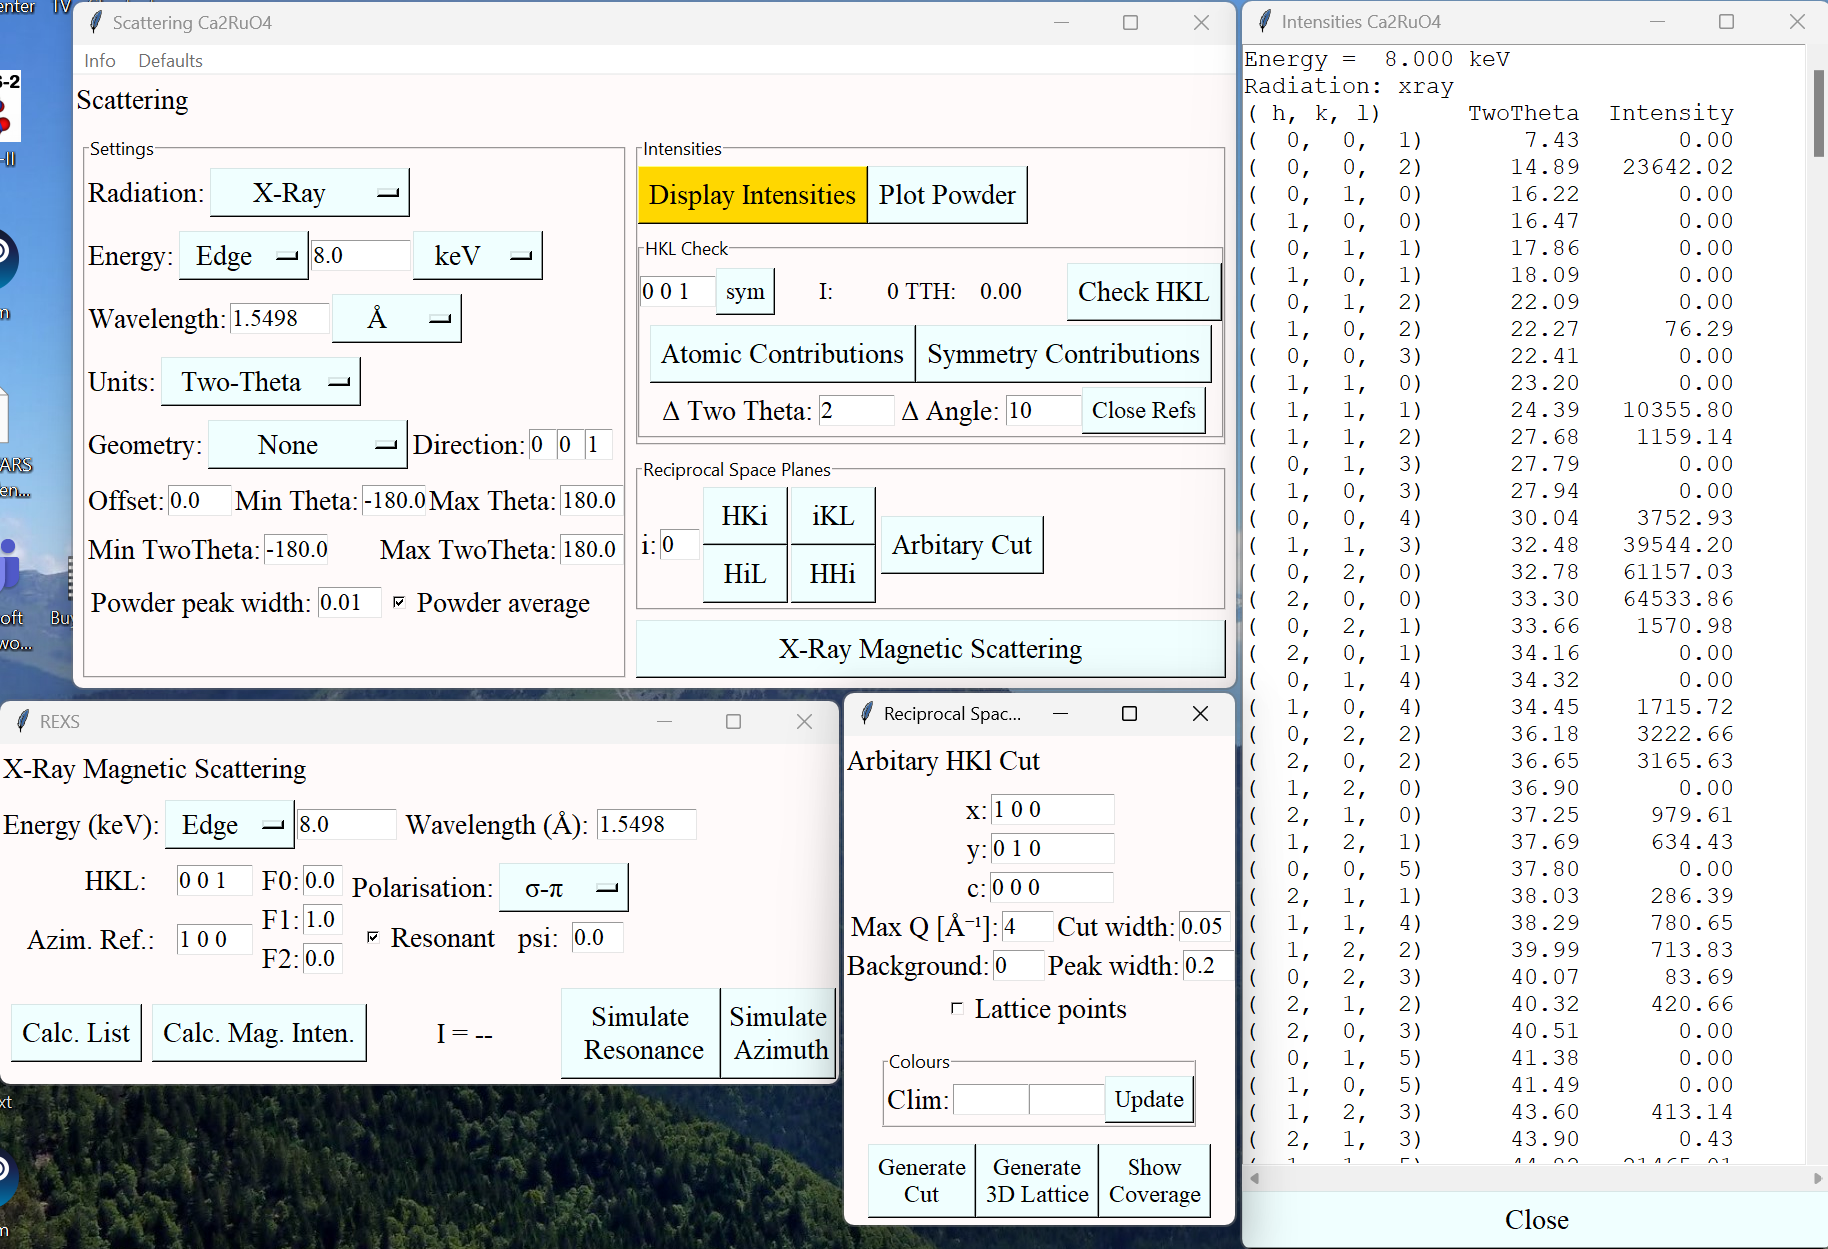 enter TV
S-2
-II
n
ARS
en...
soft
wo...
Buy
xt
m
Scattering Ca2RuO4
Info Defaults
Scattering
Settings
Radiation: X-Ray
Energy: Edge 8.0 keV
Wavelength: 1.5498 Å
Units: Two-Theta
Geometry: None Direction: 0 0 1
Offset: 0.0 Min Theta: -180.0 Max Theta: 180.0
Min TwoTheta: -180.0 Max TwoTheta: 180.0
Powder peak width: 0.01 Powder average
Intensities
Display Intensities Plot Powder
HKL Check
0 0 1 sym I: 0 TTH: 0.00 Check HKL
Atomic Contributions Symmetry Contributions
Δ Two Theta: 2 Δ Angle: 10 Close Refs
Reciprocal Space Planes
i: 0 HKi iKL Arbitary Cut
HiL HHi
X-Ray Magnetic Scattering
REXS
X-Ray Magnetic Scattering
Energy (keV): Edge 8.0 Wavelength (Å): 1.5498
HKL: 0 0 1 F0: 0.0 Polarisation: σ-π
Azim. Ref.: 1 0 0 F1: 1.0 Resonant psi: 0.0
F2: 0.0
Calc. List Calc. Mag. Inten. I = --
Simulate Resonance
Simulate Azimuth
Reciprocal Spac...
Arbitary HKl Cut
x: 1 0 0
y: 0 1 0
c: 0 0 0
Max Q [Å⁻¹]: 4 Cut width: 0.05
Background: 0 Peak width: 0.2
Lattice points
Colours
Clim: Update
Generate Cut
Generate 3D Lattice
Show Coverage
Intensities Ca2RuO4
Energy = 8.000 keV
Radiation: xray
( h, k, l) TwoTheta Intensity
( 0, 0, 1) 7.43 0.00
( 0, 0, 2) 14.89 23642.02
( 0, 1, 0) 16.22 0.00
( 1, 0, 0) 16.47 0.00
( 0, 1, 1) 17.86 0.00
( 1, 0, 1) 18.09 0.00
( 0, 1, 2) 22.09 0.00
( 1, 0, 2) 22.27 76.29
( 0, 0, 3) 22.41 0.00
( 1, 1, 0) 23.20 0.00
( 1, 1, 1) 24.39 10355.80
( 1, 1, 2) 27.68 1159.14
( 0, 1, 3) 27.79 0.00
( 1, 0, 3) 27.94 0.00
( 0, 0, 4) 30.04 3752.93
( 1, 1, 3) 32.48 39544.20
( 0, 2, 0) 32.78 61157.03
( 2, 0, 0) 33.30 64533.86
( 0, 2, 1) 33.66 1570.98
( 2, 0, 1) 34.16 0.00
( 0, 1, 4) 34.32 0.00
( 1, 0, 4) 34.45 1715.72
( 0, 2, 2) 36.18 3222.66
( 2, 0, 2) 36.65 3165.63
( 1, 2, 0) 36.90 0.00
( 2, 1, 0) 37.25 979.61
( 1, 2, 1) 37.69 634.43
( 0, 0, 5) 37.80 0.00
( 2, 1, 1) 38.03 286.39
( 1, 1, 4) 38.29 780.65
( 1, 2, 2) 39.99 713.83
( 0, 2, 3) 40.07 83.69
( 2, 1, 2) 40.32 420.66
( 2, 0, 3) 40.51 0.00
( 0, 1, 5) 41.38 0.00
( 1, 0, 5) 41.49 0.00
( 1, 2, 3) 43.60 413.14
( 2, 1, 3) 43.90 0.43
Close